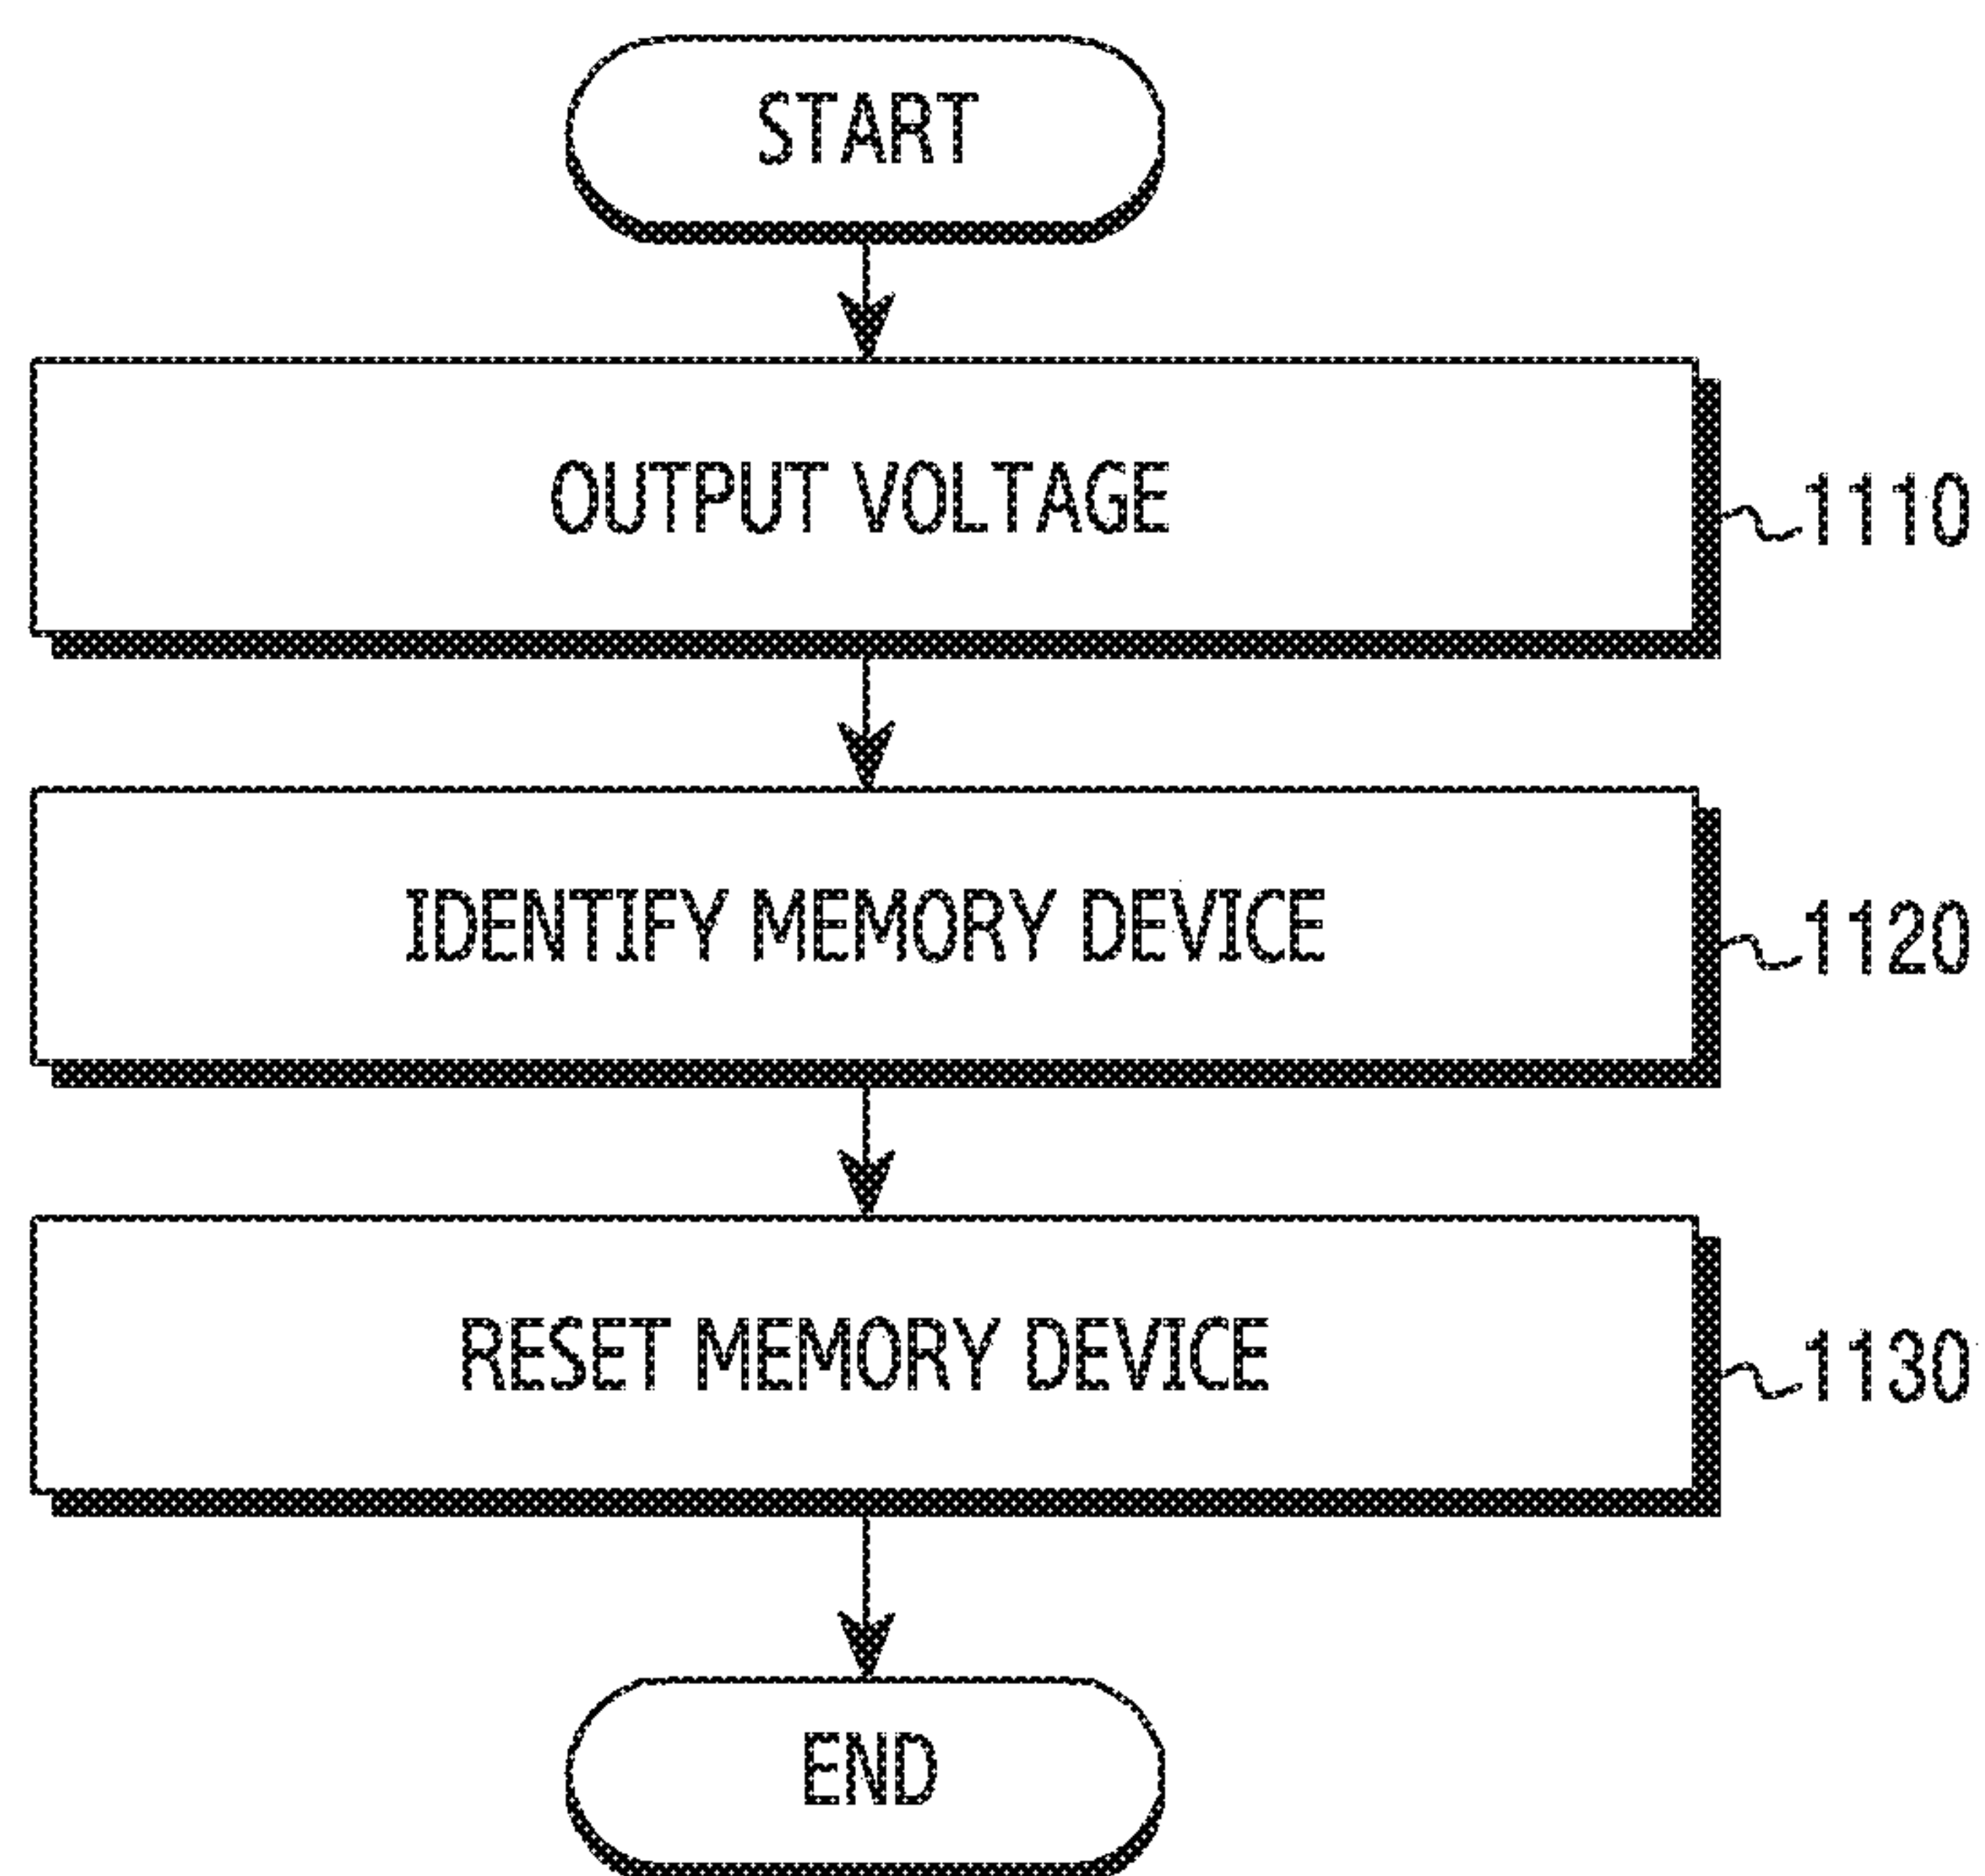 START
OUTPUT VOLTAGE
1110
IDENTIFY MEMORY DEVICE
1120
RESET MEMORY DEVICE
1130
END